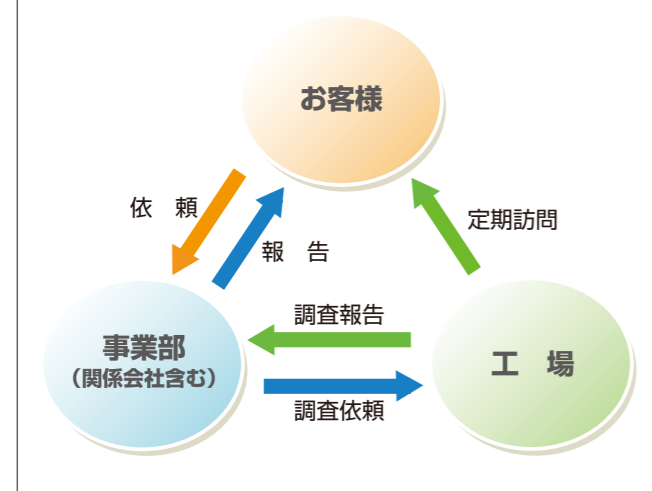 お客様
依　頼
報　告
定期訪問
調査報告
事業部
（関係会社含む）
工　場
調査依頼